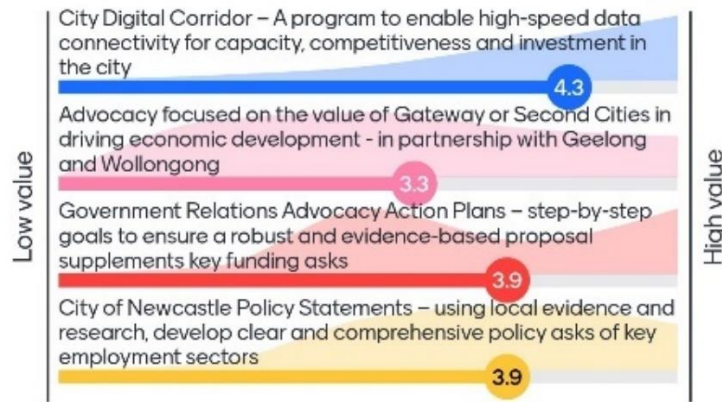 City Digital Corridor – A program to enable high-speed data
connectivity for capacity, competitiveness and investment in
the city
4.3
Advocacy focused on the value of Gateway or Second Cities in
driving economic development - in partnership with Geelong
and Wollongong
3.3
Government Relations Advocacy Action Plans – step-by-step
goals to ensure a robust and evidence-based proposal
supplements key funding asks
3.9
City of Newcastle Policy Statements – using local evidence and
research, develop clear and comprehensive policy asks of key
employment sectors
3.9
Low value
High value